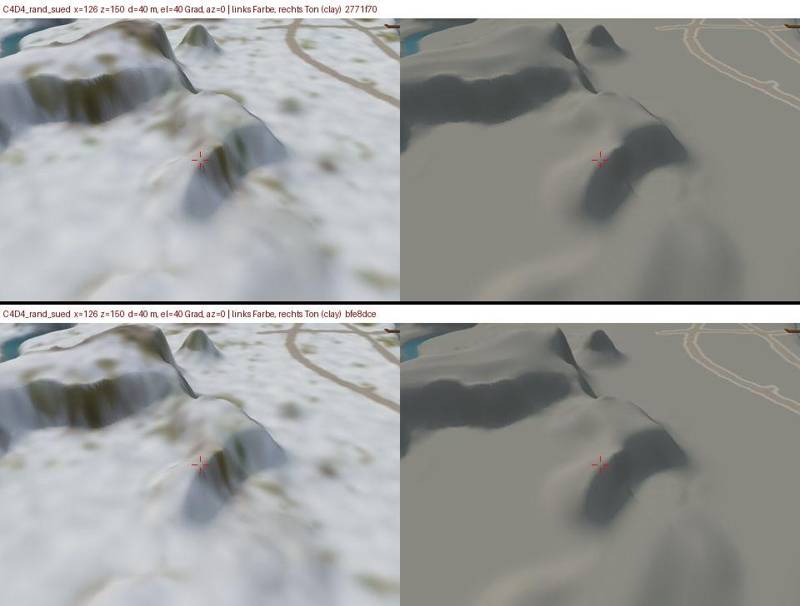 C4D4_rand_sued x=126 z=150 d=40 m, el=40 Grad, az=0 | links Farbe, rechts Ton (clay) 2771f70
C4D4_rand_sued x=126 z=150 d=40 m, el=40 Grad, az=0 | links Farbe, rechts Ton (clay) bfe8dce